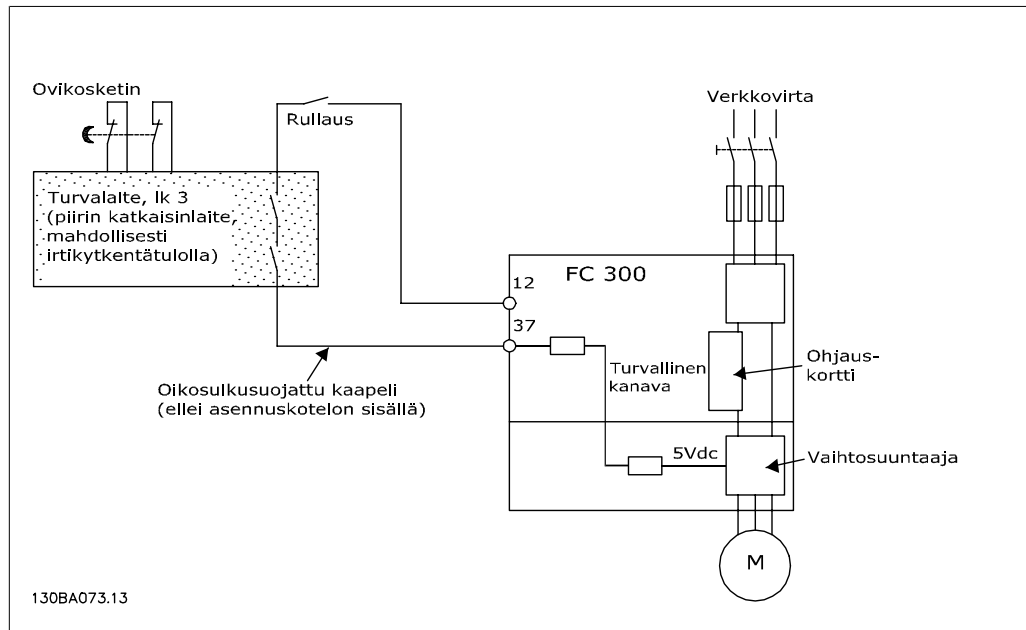 Ovikosketin
Rullaus
Verkkovirta
Turvalaite, lk 3
(piirin katkaisinlaite,
mahdollisesti
irtikytkentätulolla)
12
FC 300
37
Turvallinen
kanava
Ohjaus-
kortti
Oikosulkusuojattu kaapeli
(ellei asennuskotelon sisällä)
5Vdc
Vaihtosuuntaaja
M
130BA073.13